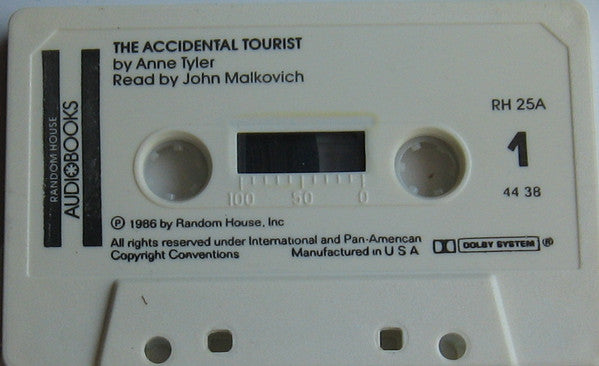 THE ACCIDENTAL TOURIST
by Anne Tyler
Read by John Malkovich
RANDOM HOUSE
AUDIOBOOKS
RH 25A
1
44 38
100 50 0
℗ 1986 by Random House, Inc
All rights reserved under International and Pan-American
Copyright Conventions Manufactured in U S A
DOLBY SYSTEM ®